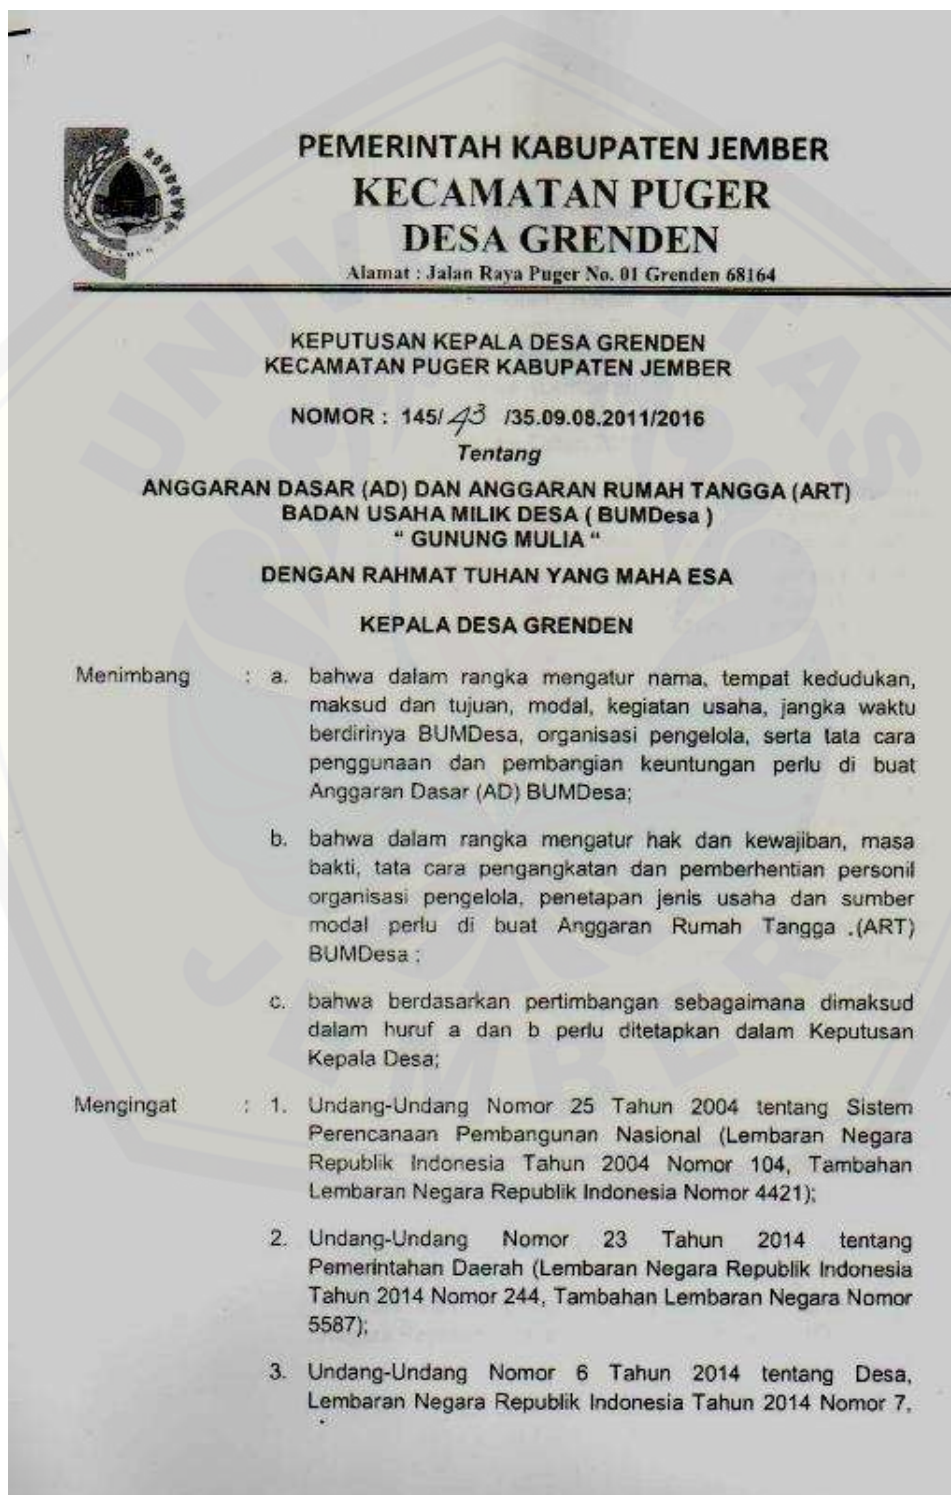 PEMERINTAH KABUPATEN JEMBER
KECAMATAN PUGER
DESA GRENDEN
Alamat : Jalan Raya Puger No. 01 Grenden 68164
KEPUTUSAN KEPALA DESA GRENDEN
KECAMATAN PUGER KABUPATEN JEMBER
NOMOR : 145/ 43 /35.09.08.2011/2016
Tentang
ANGGARAN DASAR (AD) DAN ANGGARAN RUMAH TANGGA (ART)
BADAN USAHA MILIK DESA ( BUMDesa )
“ GUNUNG MULIA “
DENGAN RAHMAT TUHAN YANG MAHA ESA
KEPALA DESA GRENDEN
Menimbang : a. bahwa dalam rangka mengatur nama, tempat kedudukan,
maksud dan tujuan, modal, kegiatan usaha, jangka waktu
berdirinya BUMDesa, organisasi pengelola, serta tata cara
penggunaan dan pembangian keuntungan perlu di buat
Anggaran Dasar (AD) BUMDesa;
b. bahwa dalam rangka mengatur hak dan kewajiban, masa
bakti, tata cara pengangkatan dan pemberhentian personil
organisasi pengelola, penetapan jenis usaha dan sumber
modal perlu di buat Anggaran Rumah Tangga .(ART)
BUMDesa ;
c. bahwa berdasarkan pertimbangan sebagaimana dimaksud
dalam huruf a dan b perlu ditetapkan dalam Keputusan
Kepala Desa;
Mengingat : 1. Undang-Undang Nomor 25 Tahun 2004 tentang Sistem
Perencanaan Pembangunan Nasional (Lembaran Negara
Republik Indonesia Tahun 2004 Nomor 104, Tambahan
Lembaran Negara Republik Indonesia Nomor 4421);
2. Undang-Undang Nomor 23 Tahun 2014 tentang
Pemerintahan Daerah (Lembaran Negara Republik Indonesia
Tahun 2014 Nomor 244, Tambahan Lembaran Negara Nomor
5587);
3. Undang-Undang Nomor 6 Tahun 2014 tentang Desa,
Lembaran Negara Republik Indonesia Tahun 2014 Nomor 7,
UNIVERSITAS
JEMBER